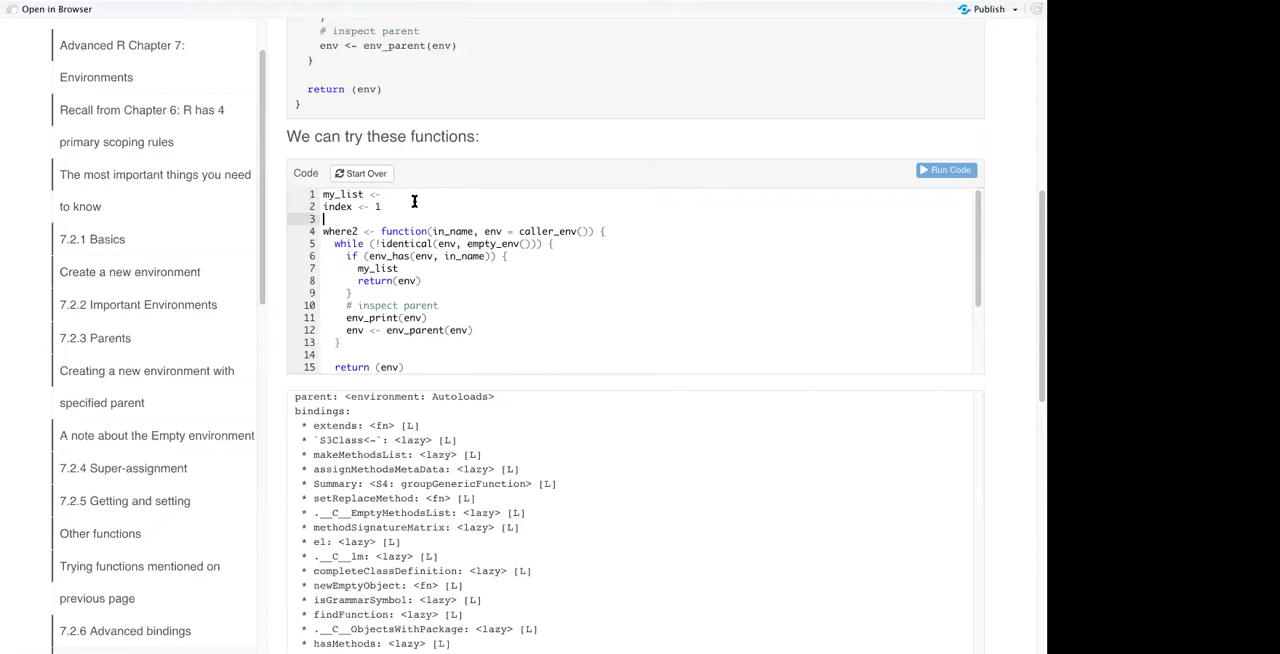 Open in Browser
Publish
Advanced R Chapter 7:
Environments
Recall from Chapter 6: R has 4
primary scoping rules
The most important things you need
to know
7.2.1 Basics
Create a new environment
7.2.2 Important Environments
7.2.3 Parents
Creating a new environment with
specified parent
A note about the Empty environment
7.2.4 Super-assignment
7.2.5 Getting and setting
Other functions
Trying functions mentioned on
previous page
7.2.6 Advanced bindings
# inspect parent
env <- env_parent(env)
}
return (env)
}
We can try these functions:
Code
Start Over
Run Code
1 my_list <-
2 index <- 1
3
4 where2 <- function(in_name, env = caller_env()) {
5 while (!identical(env, empty_env())) {
6 if (env_has(env, in_name)) {
7 my_list
8 return(env)
9 }
10 # inspect parent
11 env_print(env)
12 env <- env_parent(env)
13 }
14
15 return (env)
parent: <environment: Autoloads>
bindings:
* extends: <fn> [L]
* `S3Class<-`: <lazy> [L]
* makeMethodsList: <lazy> [L]
* assignMethodsMetaData: <lazy> [L]
* Summary: <S4: groupGenericFunction> [L]
* setReplaceMethod: <fn> [L]
* .__C__EmptyMethodsList: <lazy> [L]
* methodSignatureMatrix: <lazy> [L]
* el: <lazy> [L]
* .__C__lm: <lazy> [L]
* completeClassDefinition: <lazy> [L]
* newEmptyObject: <fn> [L]
* isGrammarSymbol: <lazy> [L]
* findFunction: <lazy> [L]
* .__C__ObjectsWithPackage: <lazy> [L]
* hasMethods: <lazy> [L]